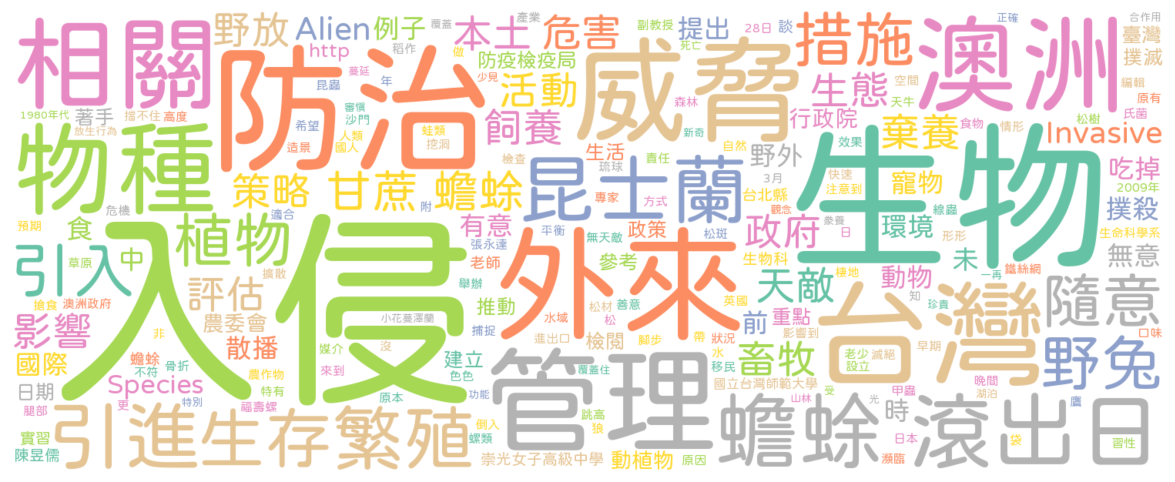 相關
野放
Alien
例子
覆蓋
產業
本土
危害
副教授
提出
28日
談
措施
澳洲
正確
合作用
臺灣
撲滅
http
稻作
做
死亡
防治
威脅
昆蟲
蔓延
年
防疫檢疫局
少見
活動
生態
空間
編輯
1980年代
擋不住
高度
著手
審慎
沙門
蛙類
飼養
森林
行政院
天牛
棄養
原有
氏菌
放生行為
希望
人類
國人
挖洞
新奇
效果
食物
情形
松樹
Invasive
物種
造景
檢查
生活
責任
自然
野外
生物
吃掉
策略
甘蔗
蟾蜍
昆士蘭
琉球
3月
快速
注意到
寵物
2009年
危機
適合
附
專家
方式
台北縣
觀念
豢養
線蟲
撲殺
預期
食
植物
有意
政策
松斑
政府
日
環境
生命科學系
中
入侵
平衡
張永達
無天敵
外來
生物科
形形
未
無意
引入
草原
擴散
老師
參考
棲地
動物
一再
鐵絲網
搶食
澳洲政府
評估
舉辦
天敵
台灣
知
珍貴
隨意
影響
農委會
小花蔓澤蘭
推動
松材
善意
英國
前
重點
口味
非
散播
捕捉
水域
松
影響到
早期
國際
蟾蜍
骨折
媒介
沒
建立
進出口
檢閱
腳步
帶
狀況
畜牧
野兔
不符
農作物
來到
色色
管理
覆蓋住
水
移民
老少
滅絕
設立
日期
腿部
Species
更
特別
特有
福壽螺
原本
功能
國立台灣師範大學
甲蟲
山林
晚間
湖泊
鷹
引進
生存
繁殖
倒入
跳高
狼
蟾蜍
受
光
時
滾出
日
袋
實習
陳昱儒
螺類
崇光女子高級中學
動植物
原因
日本
瀕臨
習性